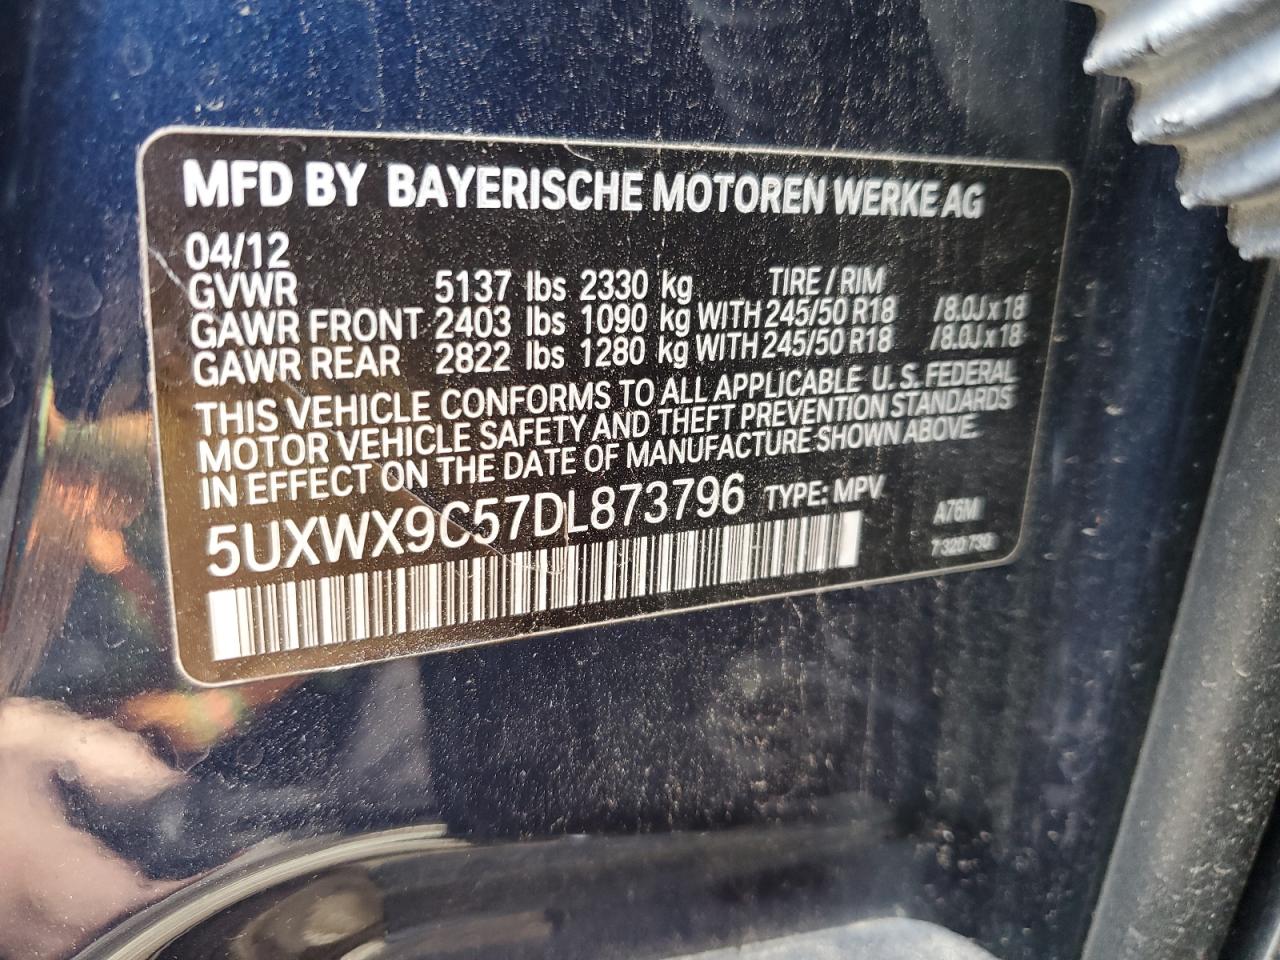 MFD BY BAYERISCHE MOTOREN WERKE AG
04/12
GVWR 5137 lbs 2330 kg TIRE / RIM
GAWR FRONT 2403 lbs 1090 kg WITH 245/50 R18 /8.0J x 18
GAWR REAR 2822 lbs 1280 kg WITH 245/50 R18 /8.0J x 18
THIS VEHICLE CONFORMS TO ALL APPLICABLE U.S. FEDERAL
MOTOR VEHICLE SAFETY AND THEFT PREVENTION STANDARDS
IN EFFECT ON THE DATE OF MANUFACTURE SHOWN ABOVE.
5UXWX9C57DL873796 TYPE: MPV
A76M